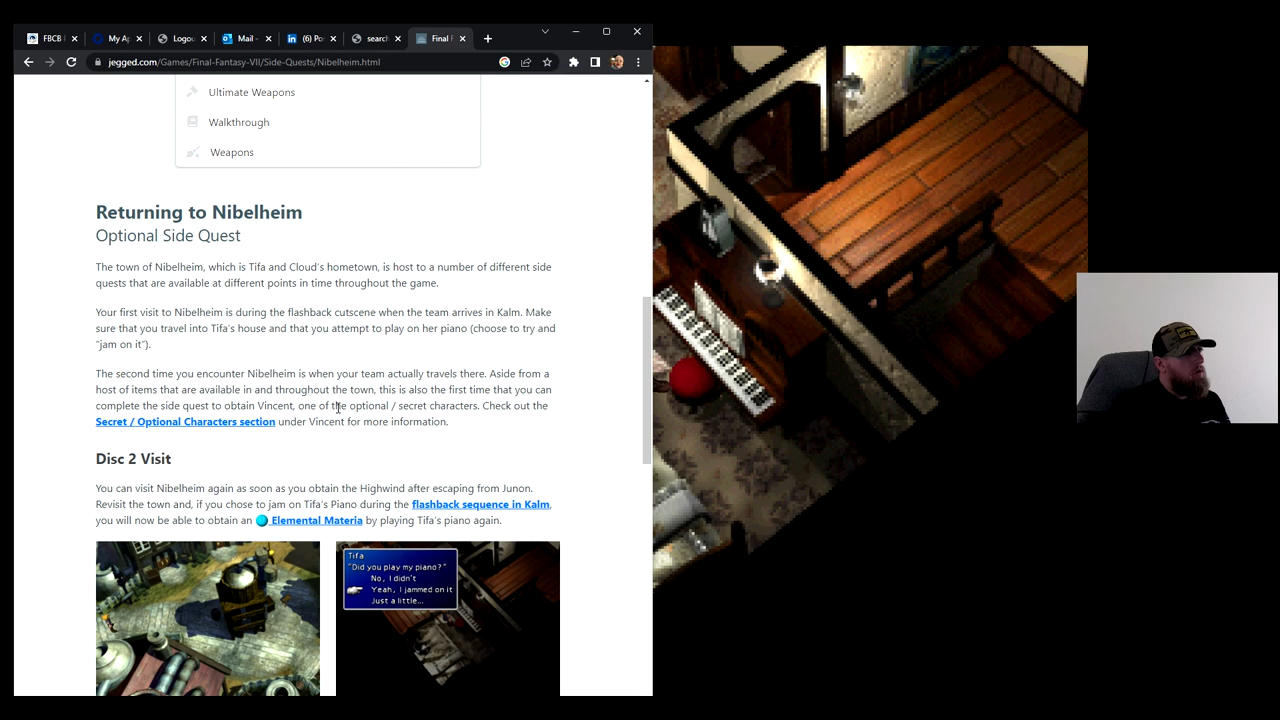 FBCB
My Ap
Logou
Mail -
(6) Po
search
Final F
jegged.com/Games/Final-Fantasy-VII/Side-Quests/Nibelheim.html
Ultimate Weapons
Walkthrough
Weapons
Returning to Nibelheim
Optional Side Quest
The town of Nibelheim, which is Tifa and Cloud's hometown, is host to a number of different side
quests that are available at different points in time throughout the game.
Your first visit to Nibelheim is during the flashback cutscene when the team arrives in Kalm. Make
sure that you travel into Tifa's house and that you attempt to play on her piano (choose to try and
"jam on it").
The second time you encounter Nibelheim is when your team actually travels there. Aside from a
host of items that are available in and throughout the town, this is also the first time that you can
complete the side quest to obtain Vincent, one of the optional / secret characters. Check out the
Secret / Optional Characters section under Vincent for more information.
Disc 2 Visit
You can visit Nibelheim again as soon as you obtain the Highwind after escaping from Junon.
Revisit the town and, if you chose to jam on Tifa's Piano during the flashback sequence in Kalm,
you will now be able to obtain an Elemental Materia by playing Tifa's piano again.
Tifa
"Did you play my piano?"
No, I didn't
Yeah, I jammed on it
Just a little...